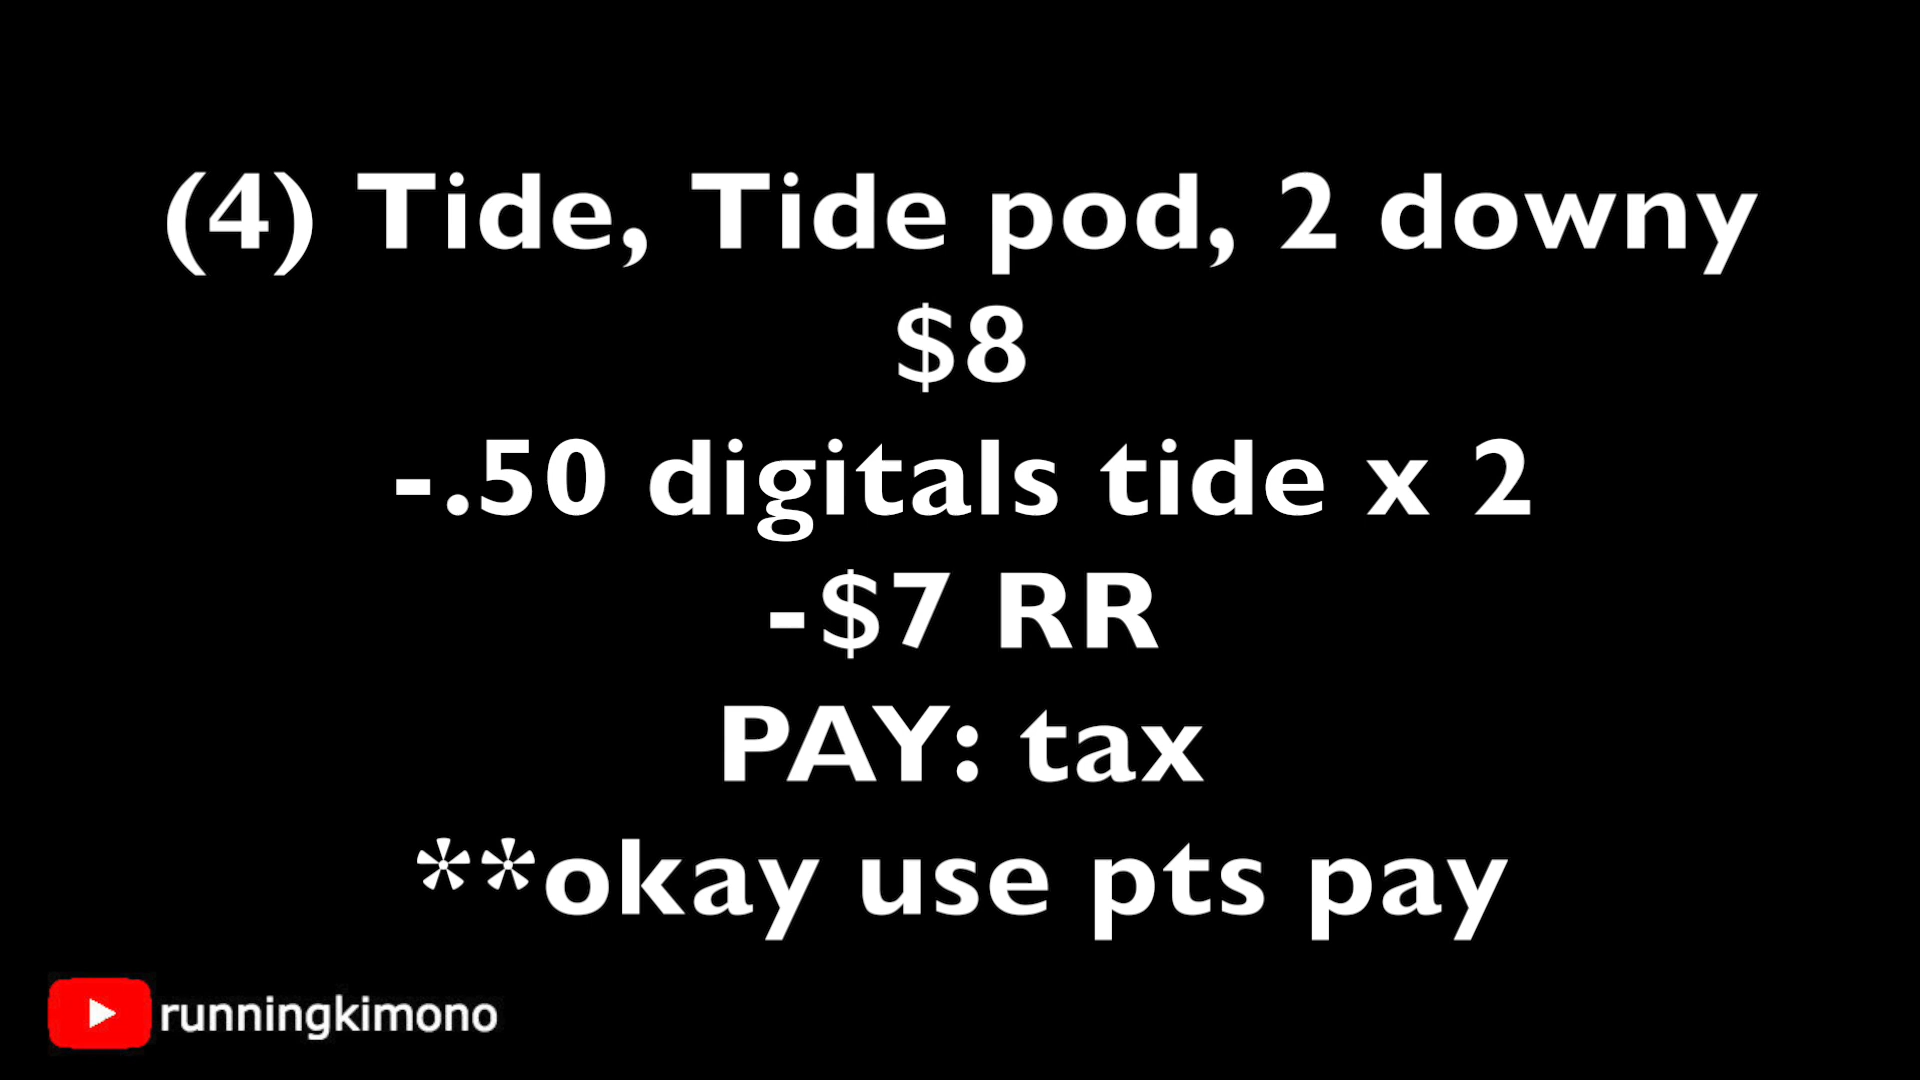 (4) Tide, Tide pod, 2 downy
$8
-.50 digitals tide x 2
-$7 RR
PAY: tax
**okay use pts pay
runningkimono